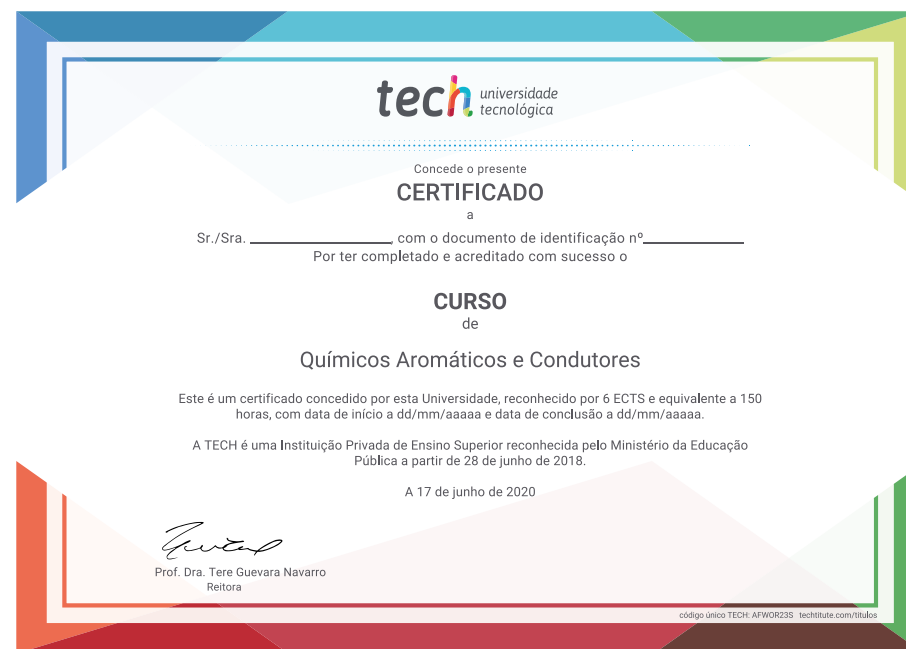 tech universidade
tecnológica
Concede o presente
CERTIFICADO
a
Sr./Sra. ____________________, com o documento de identificação nº______________
Por ter completado e acreditado com sucesso o
CURSO
de
Químicos Aromáticos e Condutores
Este é um certificado concedido por esta Universidade, reconhecido por 6 ECTS e equivalente a 150
horas, com data de início a dd/mm/aaaaa e data de conclusão a dd/mm/aaaaa.
A TECH é uma Instituição Privada de Ensino Superior reconhecida pelo Ministério da Educação
Pública a partir de 28 de junho de 2018.
A 17 de junho de 2020
Prof. Dra. Tere Guevara Navarro
Reitora
código único TECH: AFWOR23S techtitute.com/titulos